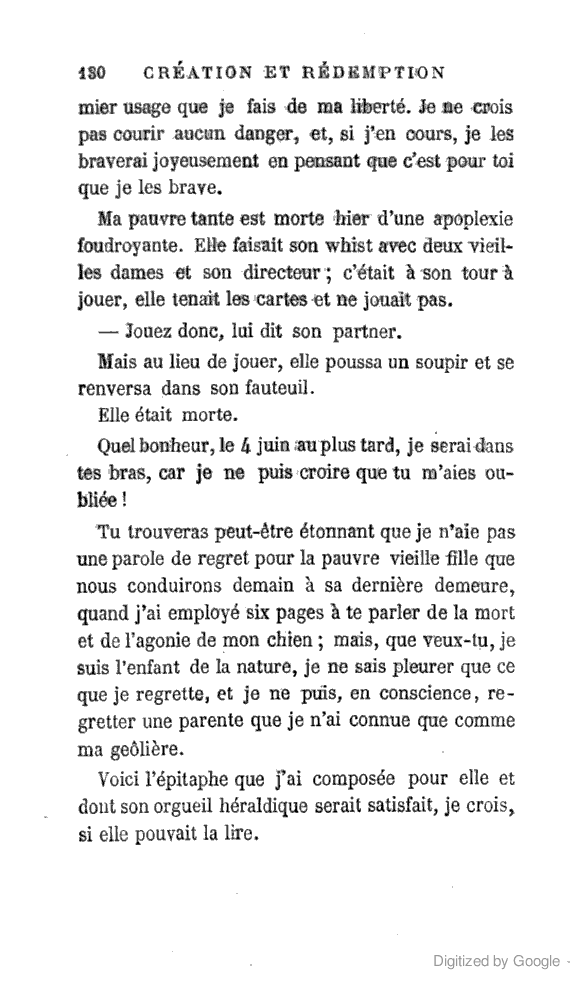 130 CRÉATION ET RÉDEMPTION
mier usage que je fais de ma liberté. Je ne crois
pas courir aucun danger, et, si j'en cours, je les
braverai joyeusement en pensant que c'est pour toi
que je les brave.
Ma pauvre tante est morte hier d'une apoplexie
foudroyante. Elle faisait son whist avec deux vieil-
les dames et son directeur ; c'était à son tour à
jouer, elle tenait les cartes et ne jouait pas.
— Jouez donc, lui dit son partner.
Mais au lieu de jouer, elle poussa un soupir et se
renversa dans son fauteuil.
Elle était morte.
Quel bonheur, le 4 juin au plus tard, je serai dans
tes bras, car je ne puis croire que tu m'aies ou-
bliée !
Tu trouveras peut-être étonnant que je n'aie pas
une parole de regret pour la pauvre vieille fille que
nous conduirons demain à sa dernière demeure,
quand j'ai employé six pages à te parler de la mort
et de l'agonie de mon chien ; mais, que veux-tu, je
suis l'enfant de la nature, je ne sais pleurer que ce
que je regrette, et je ne puis, en conscience, re-
gretter une parente que je n'ai connue que comme
ma geôlière.
Voici l'épitaphe que j'ai composée pour elle et
dont son orgueil héraldique serait satisfait, je crois,
si elle pouvait la lire.
Digitized by Google